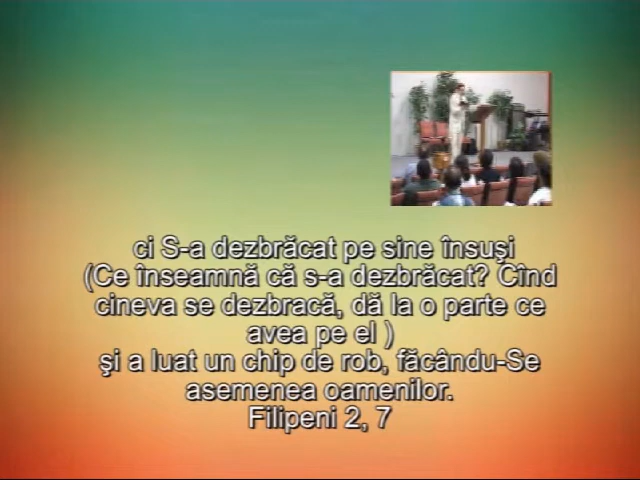 ci S-a dezbrăcat pe sine însuşi
(Ce înseamnă că s-a dezbrăcat? Cînd
cineva se dezbracă, dă la o parte ce
avea pe el )
şi a luat un chip de rob, făcându-Se
asemenea oamenilor.
Filipeni 2, 7